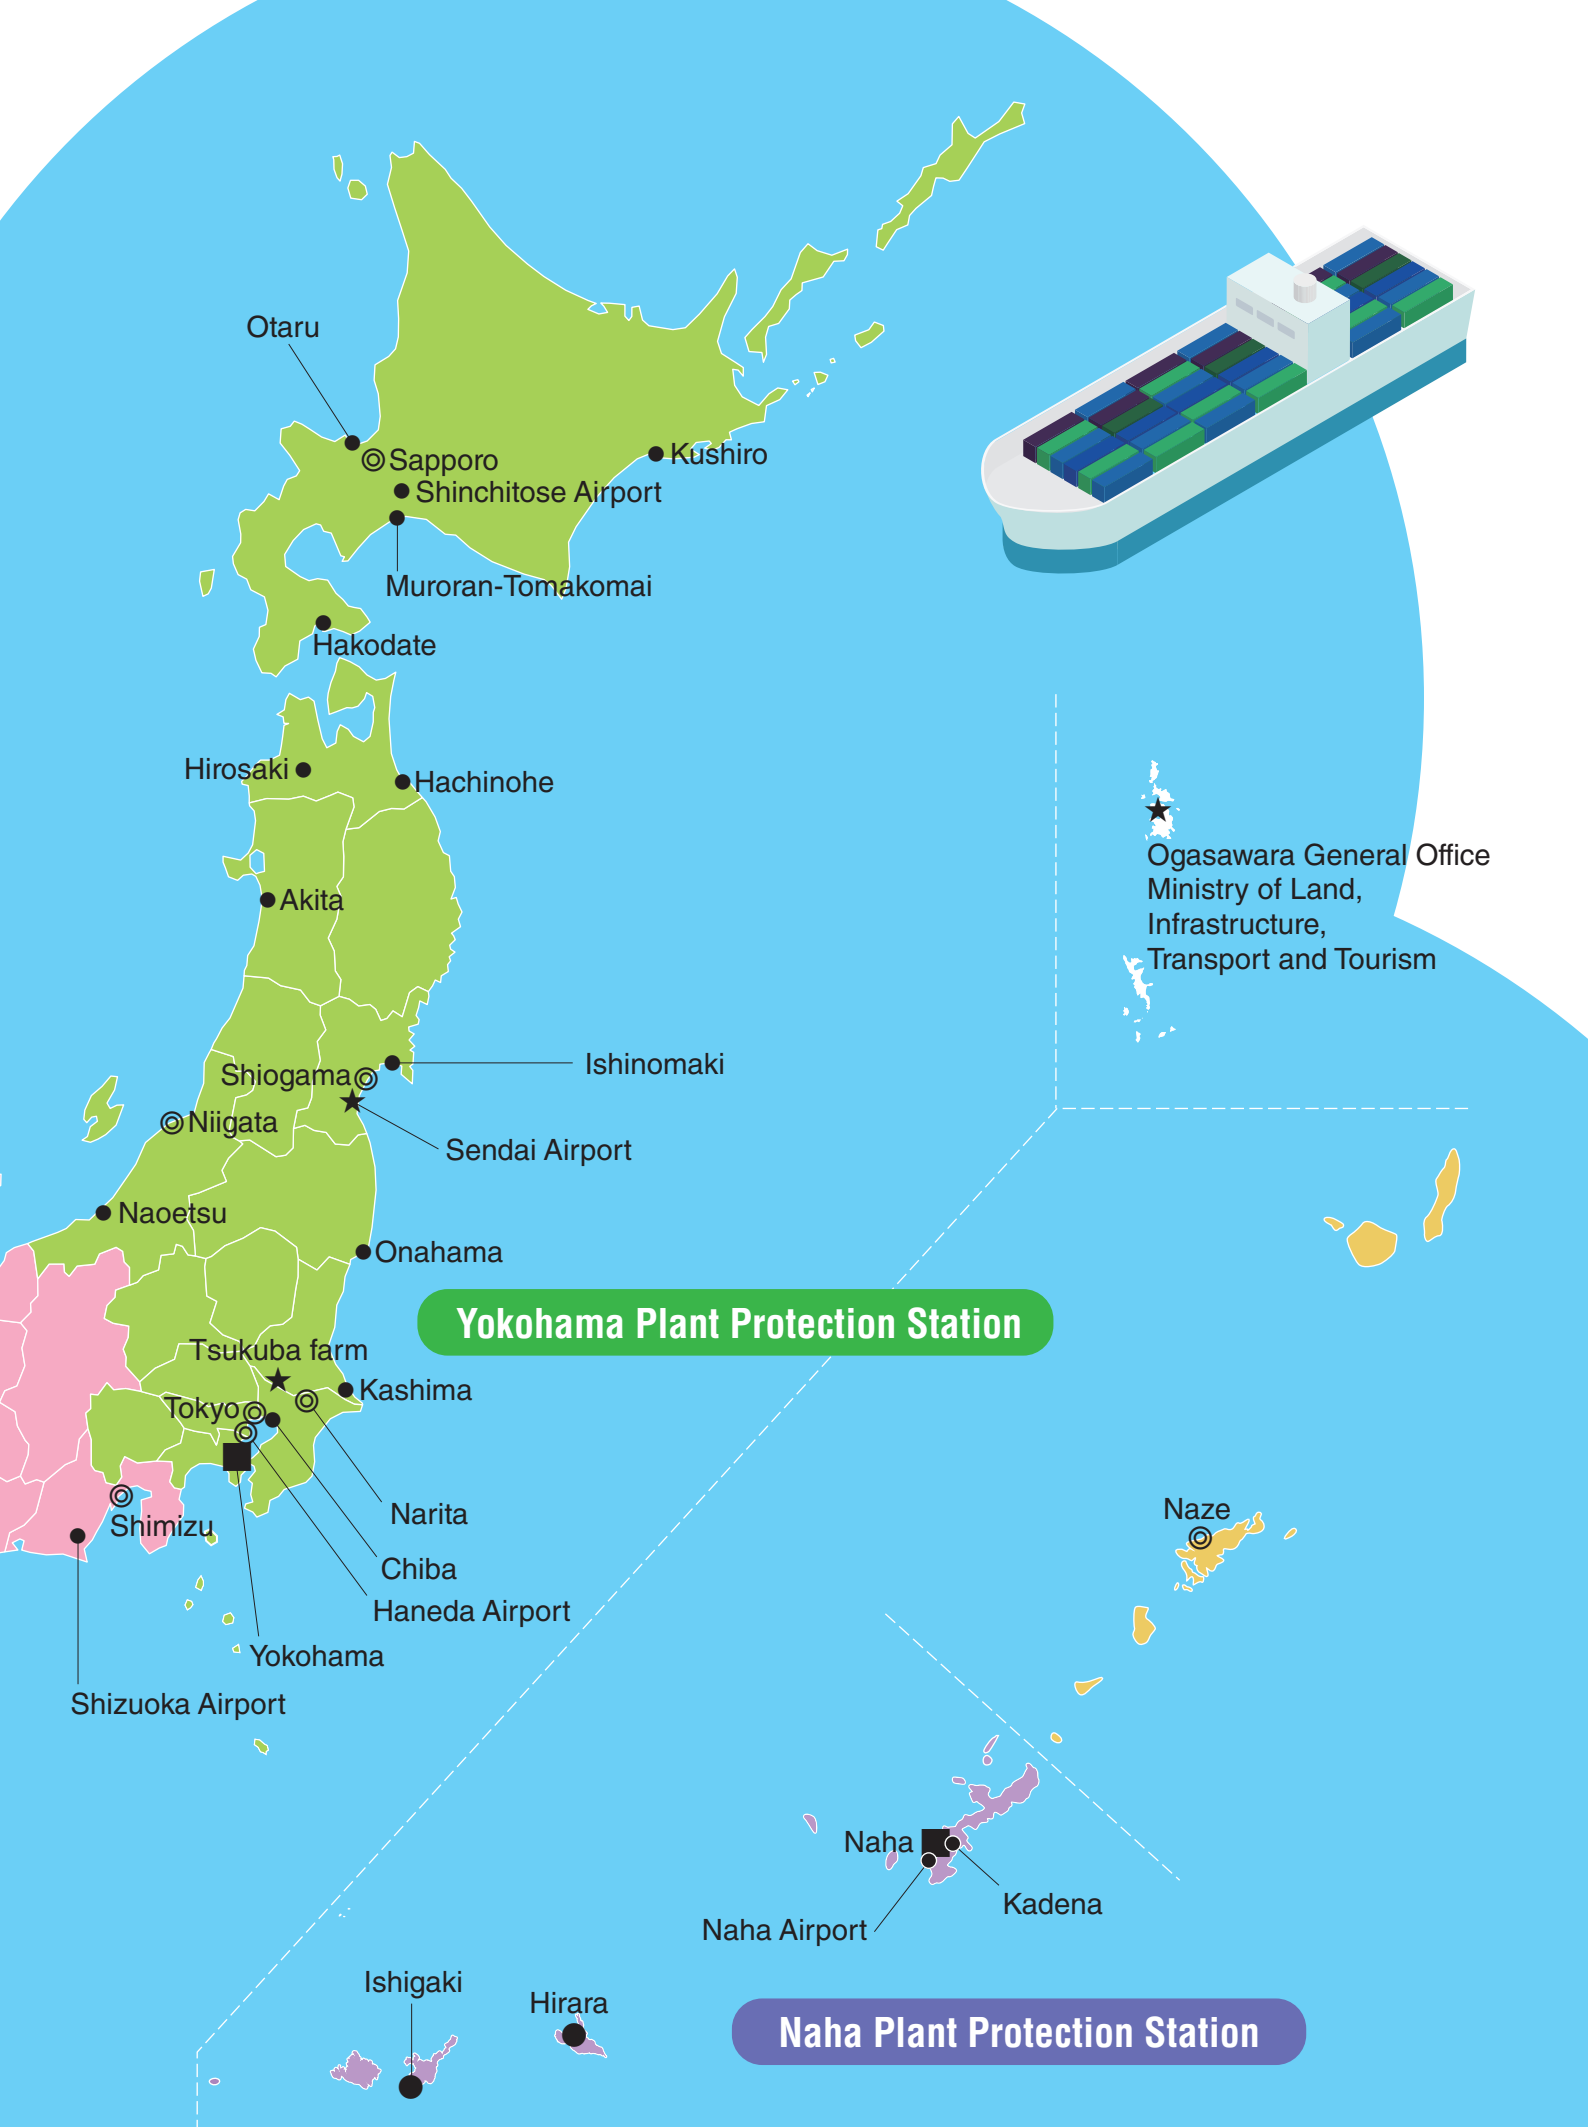 Otaru
Sapporo
Kushiro
Shinchitose Airport
Muroran-Tomakomai
Hakodate
Hirosaki
Hachinohe
Ogasawara General Office
Ministry of Land,
Infrastructure,
Transport and Tourism
Akita
Ishinomaki
Shiogama
Niigata
Sendai Airport
Naoetsu
Onahama
Yokohama Plant Protection Station
Tsukuba farm
Kashima
Tokyo
Narita
Naze
Shimizu
Chiba
Haneda Airport
Yokohama
Shizuoka Airport
Naha
Kadena
Naha Airport
Ishigaki
Hirara
Naha Plant Protection Station